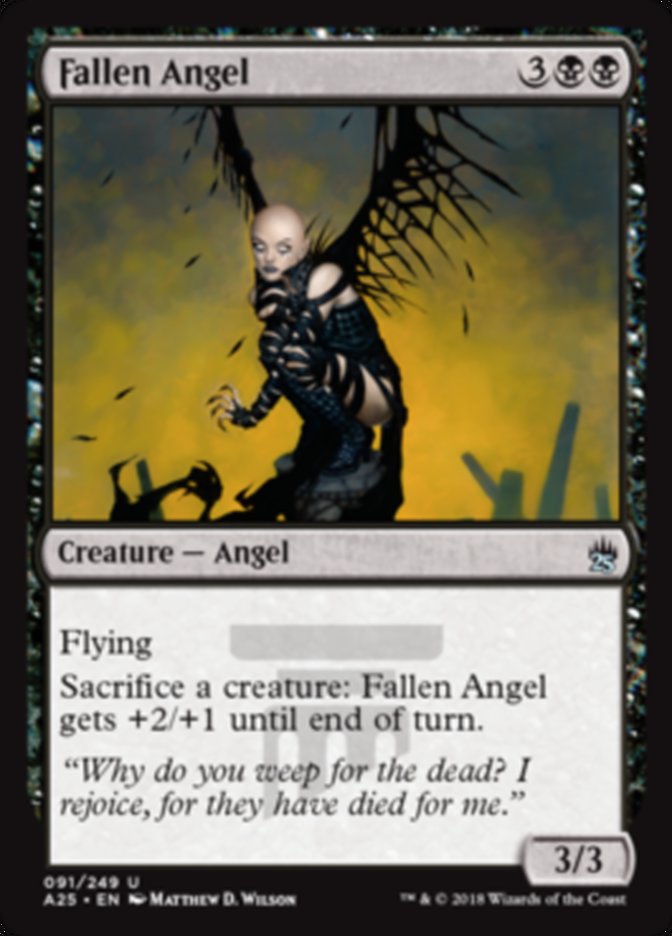 Fallen Angel 3
Creature — Angel
25
Flying
Sacrifice a creature: Fallen Angel
gets +2/+1 until end of turn.
“Why do you weep for the dead? I
rejoice, for they have died for me.”
3/3
091/249 U
A25 • EN Matthew D. Wilson
™ & © 2018 Wizards of the Coast